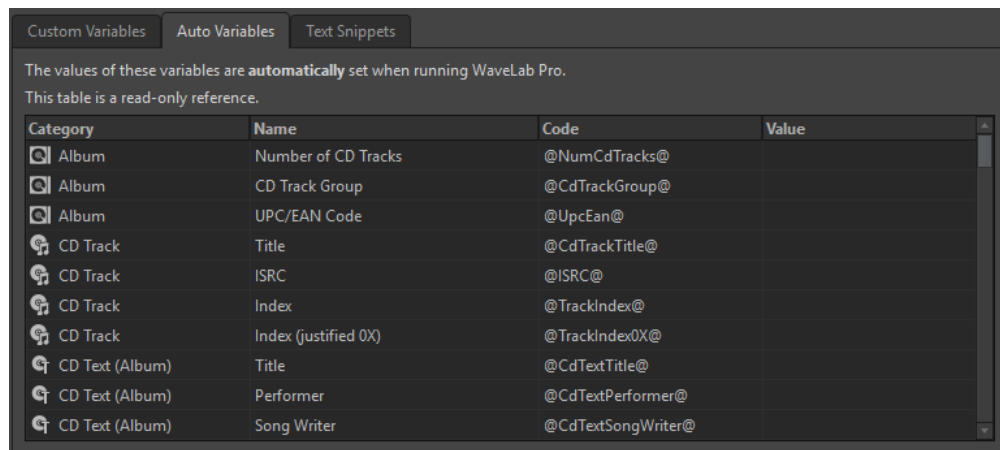 Custom Variables Auto Variables Text Snippets
The values of these variables are automatically set when running WaveLab Pro.
This table is a read-only reference.
Category Name Code Value
Album Number of CD Tracks @NumCdTracks@
Album CD Track Group @CdTrackGroup@
Album UPC/EAN Code @UpcEan@
CD Track Title @CdTrackTitle@
CD Track ISRC @ISRC@
CD Track Index @TrackIndex@
CD Track Index (justified 0X) @TrackIndex0X@
CD Text (Album) Title @CdTextTitle@
CD Text (Album) Performer @CdTextPerformer@
CD Text (Album) Song Writer @CdTextSongWriter@